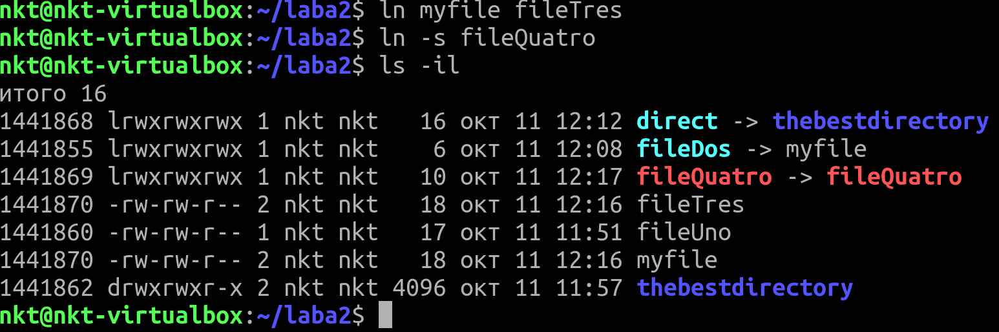 nkt@nkt-virtualbox:~/laba2$ ln myfile fileTres
nkt@nkt-virtualbox:~/laba2$ ln -s fileQuatro
nkt@nkt-virtualbox:~/laba2$ ls -il
итого 16
1441868 lrwxrwxrwx 1 nkt nkt   16 окт 11 12:12 direct -> thebestdirectory
1441855 lrwxrwxrwx 1 nkt nkt    6 окт 11 12:08 fileDos -> myfile
1441869 lrwxrwxrwx 1 nkt nkt   10 окт 11 12:17 fileQuatro -> fileQuatro
1441870 -rw-rw-r-- 2 nkt nkt   18 окт 11 12:16 fileTres
1441860 -rw-rw-r-- 1 nkt nkt   17 окт 11 11:51 fileUno
1441870 -rw-rw-r-- 2 nkt nkt   18 окт 11 12:16 myfile
1441862 drwxrwxr-x 2 nkt nkt 4096 окт 11 11:57 thebestdirectory
nkt@nkt-virtualbox:~/laba2$